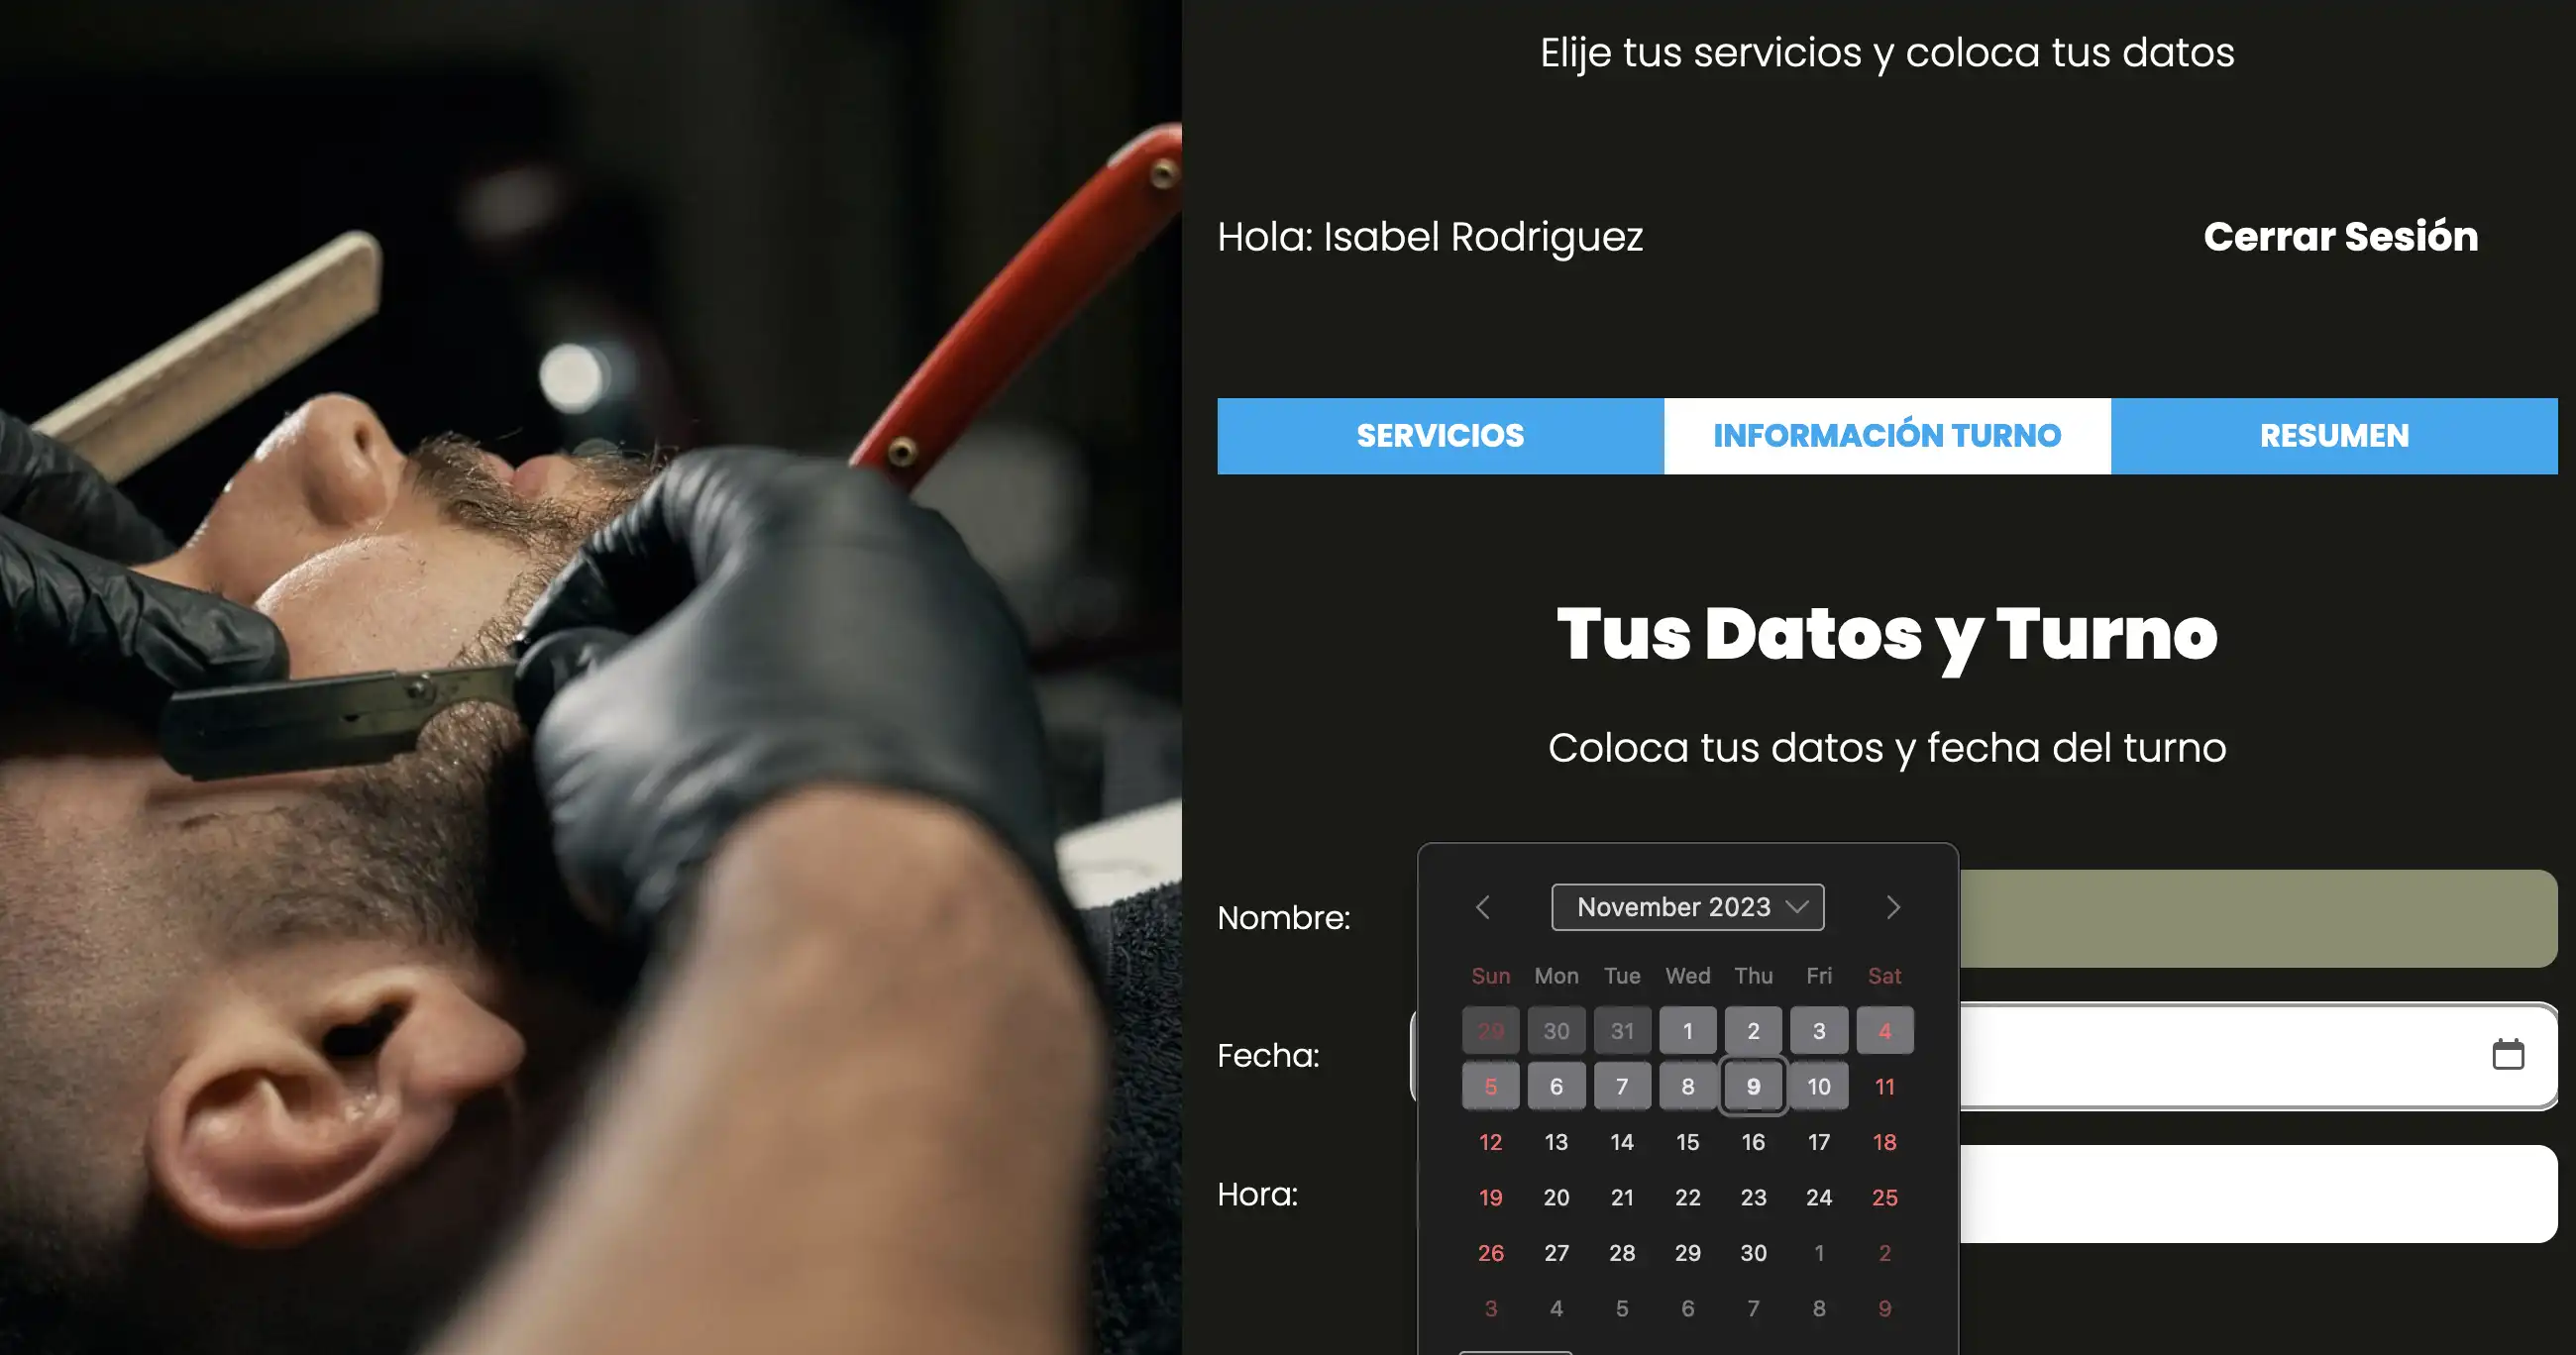 Elije tus servicios y coloca tus datos
Hola: Isabel Rodriguez
Cerrar Sesión
SERVICIOS INFORMACIÓN TURNO RESUMEN
Tus Datos y Turno
Coloca tus datos y fecha del turno
Nombre:
Fecha:
Hora:
November 2023
Sun Mon Tue Wed Thu Fri Sat
29 30 31 1 2 3 4
5 6 7 8 9 10 11
12 13 14 15 16 17 18
19 20 21 22 23 24 25
26 27 28 29 30 1 2
3 4 5 6 7 8 9